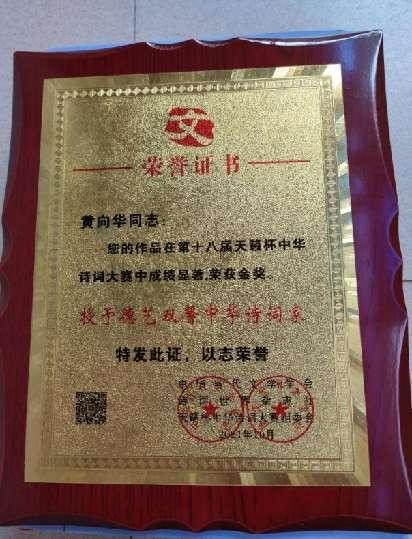 文
荣誉证书
黄向华同志:
您的作品在第十八届天籁杯中华
诗词大赛中成绩显著,荣获金奖。
授予德艺双馨中华诗词家
特发此证，以志荣誉